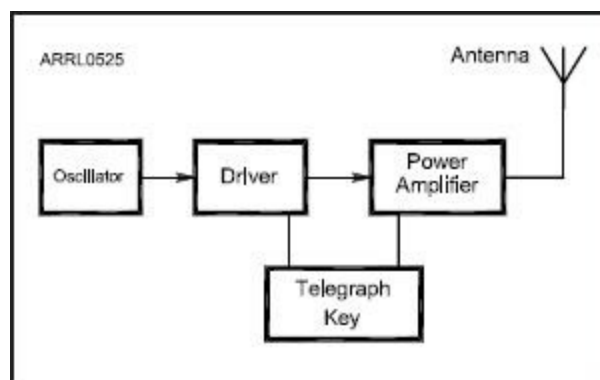 ARRL0525
Antenna
Oscillator
Driver
Power
Amplifier
Telegraph
Key